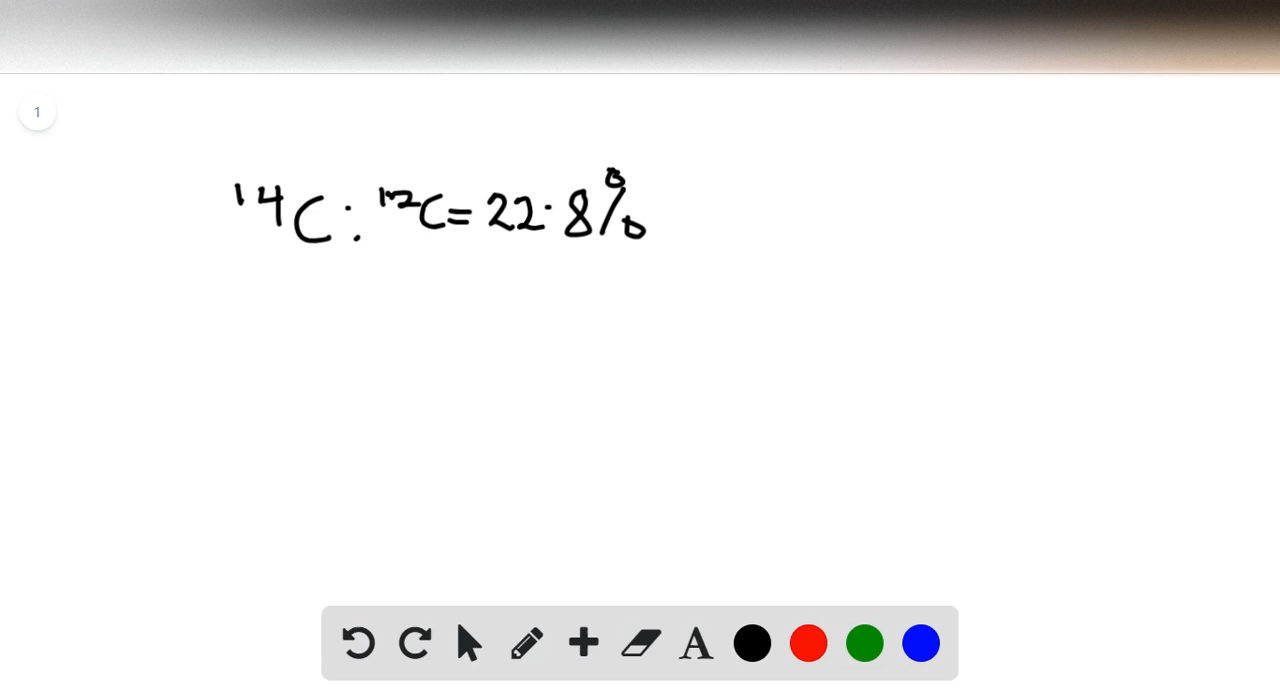 1
¹⁴C : ¹²C = 22·8%
A